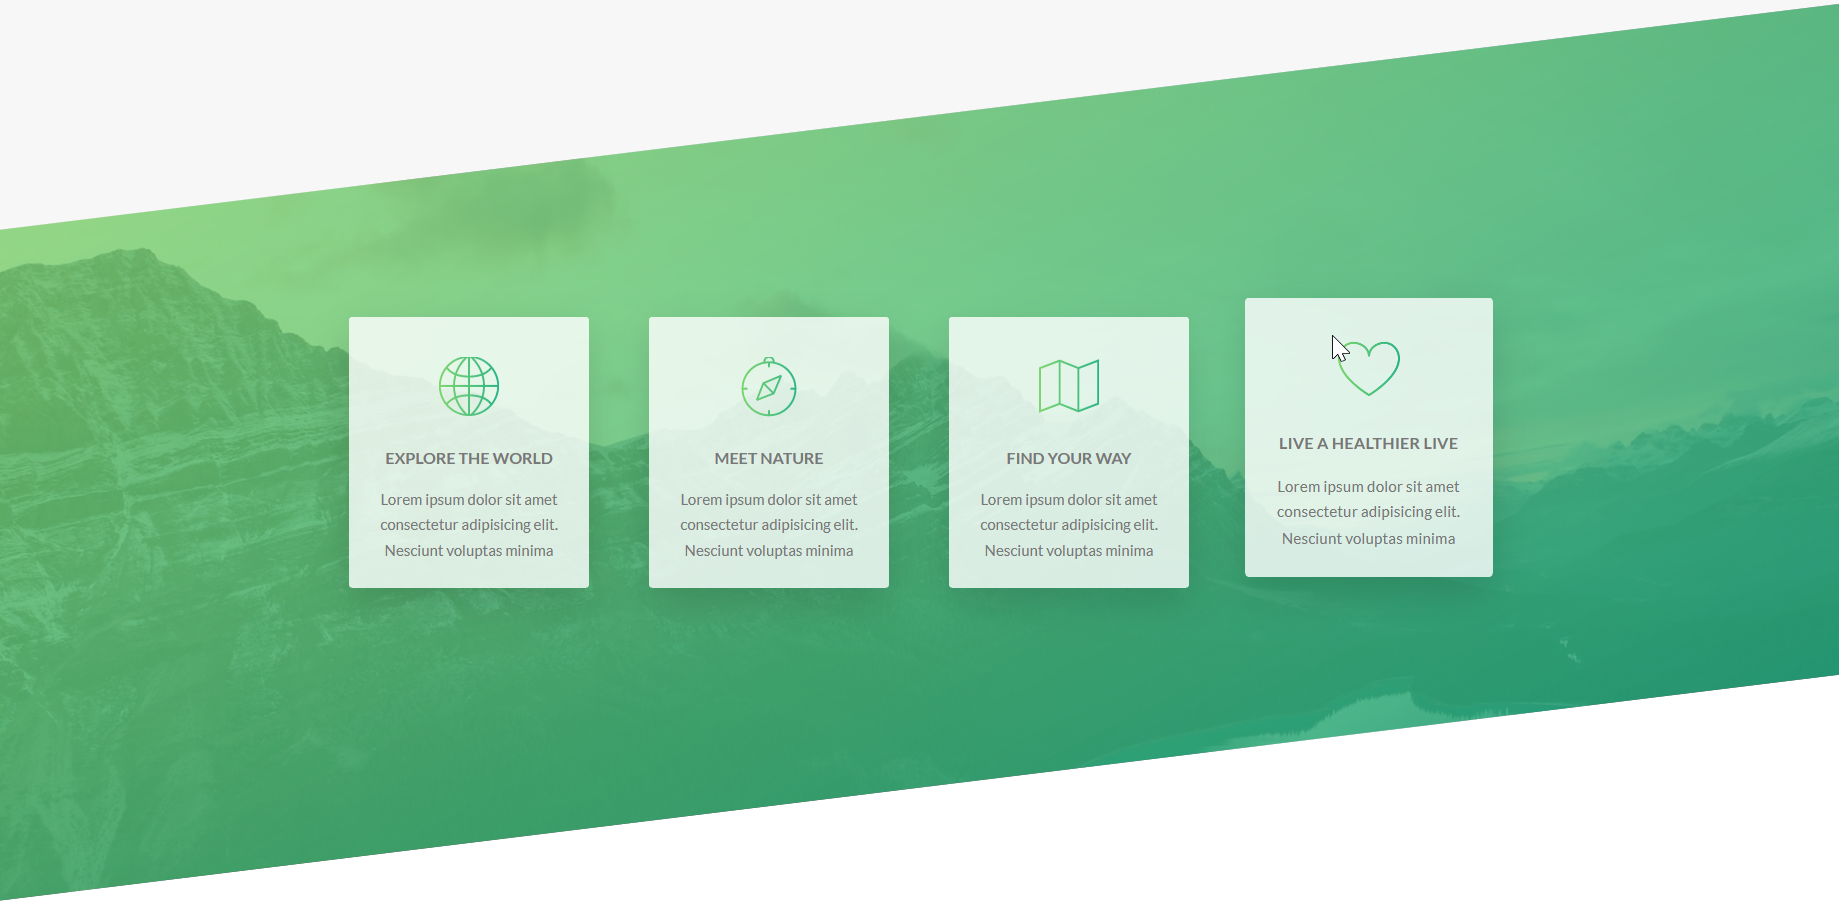 EXPLORE THE WORLD
Lorem ipsum dolor sit amet
consectetur adipisicing elit.
Nesciunt voluptas minima
MEET NATURE
Lorem ipsum dolor sit amet
consectetur adipisicing elit.
Nesciunt voluptas minima
FIND YOUR WAY
Lorem ipsum dolor sit amet
consectetur adipisicing elit.
Nesciunt voluptas minima
LIVE A HEALTHIER LIVE
Lorem ipsum dolor sit amet
consectetur adipisicing elit.
Nesciunt voluptas minima